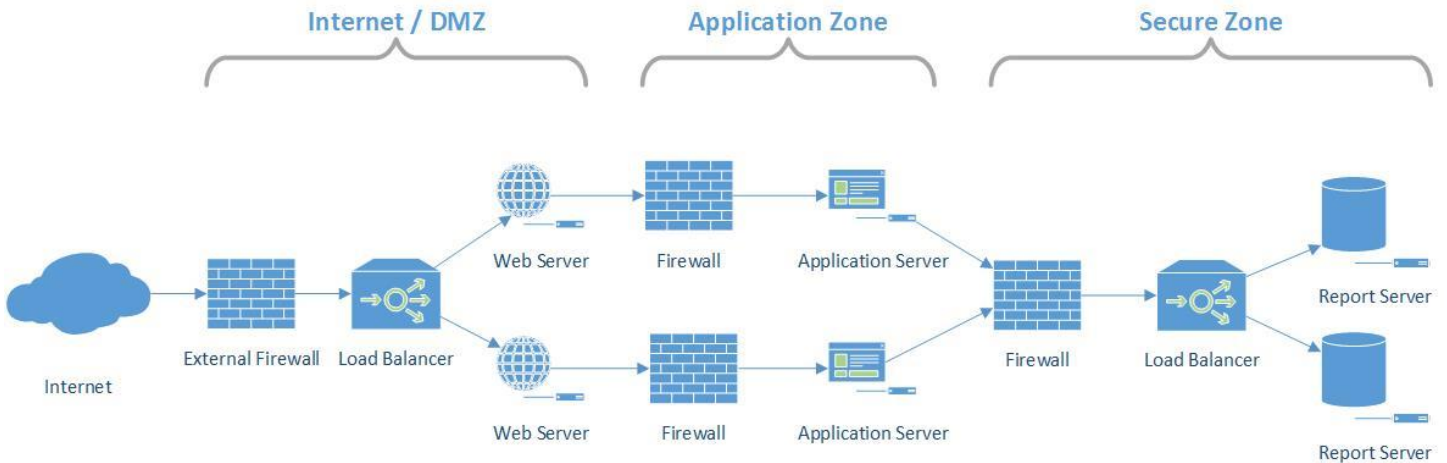 Internet / DMZ
Application Zone
Secure Zone
Web Server
Firewall
Application Server
Report Server
External Firewall
Load Balancer
Firewall
Load Balancer
Internet
Web Server
Firewall
Application Server
Report Server